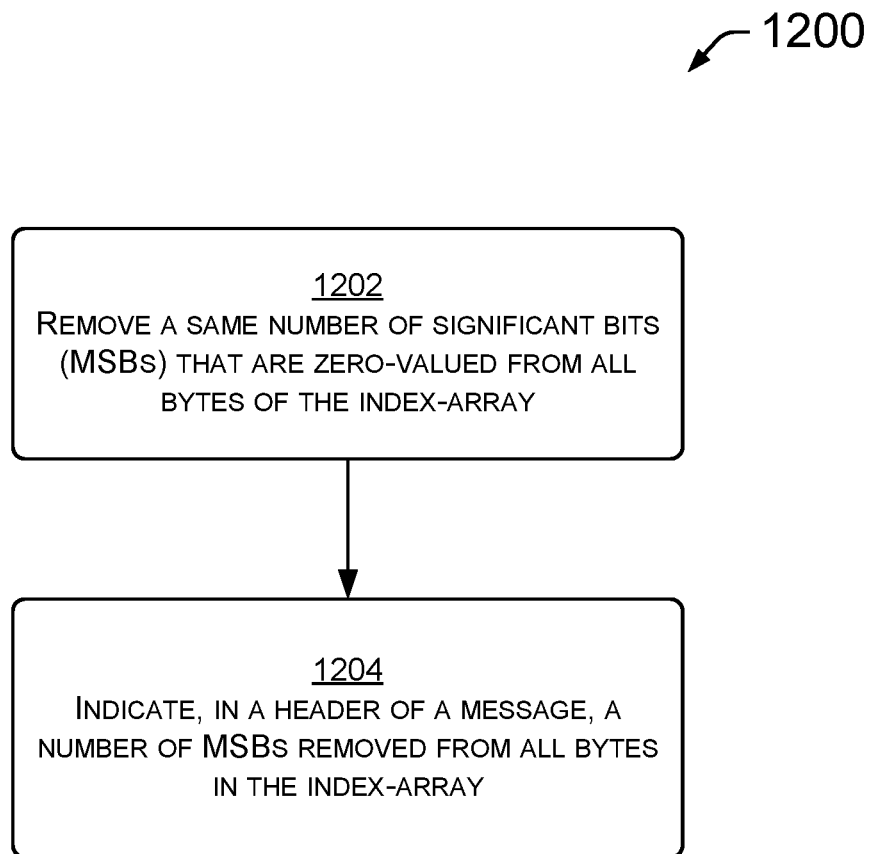 1200
1202
REMOVE A SAME NUMBER OF SIGNIFICANT BITS
(MSBS) THAT ARE ZERO-VALUED FROM ALL
BYTES OF THE INDEX-ARRAY
1204
INDICATE, IN A HEADER OF A MESSAGE, A
NUMBER OF MSBS REMOVED FROM ALL BYTES
IN THE INDEX-ARRAY